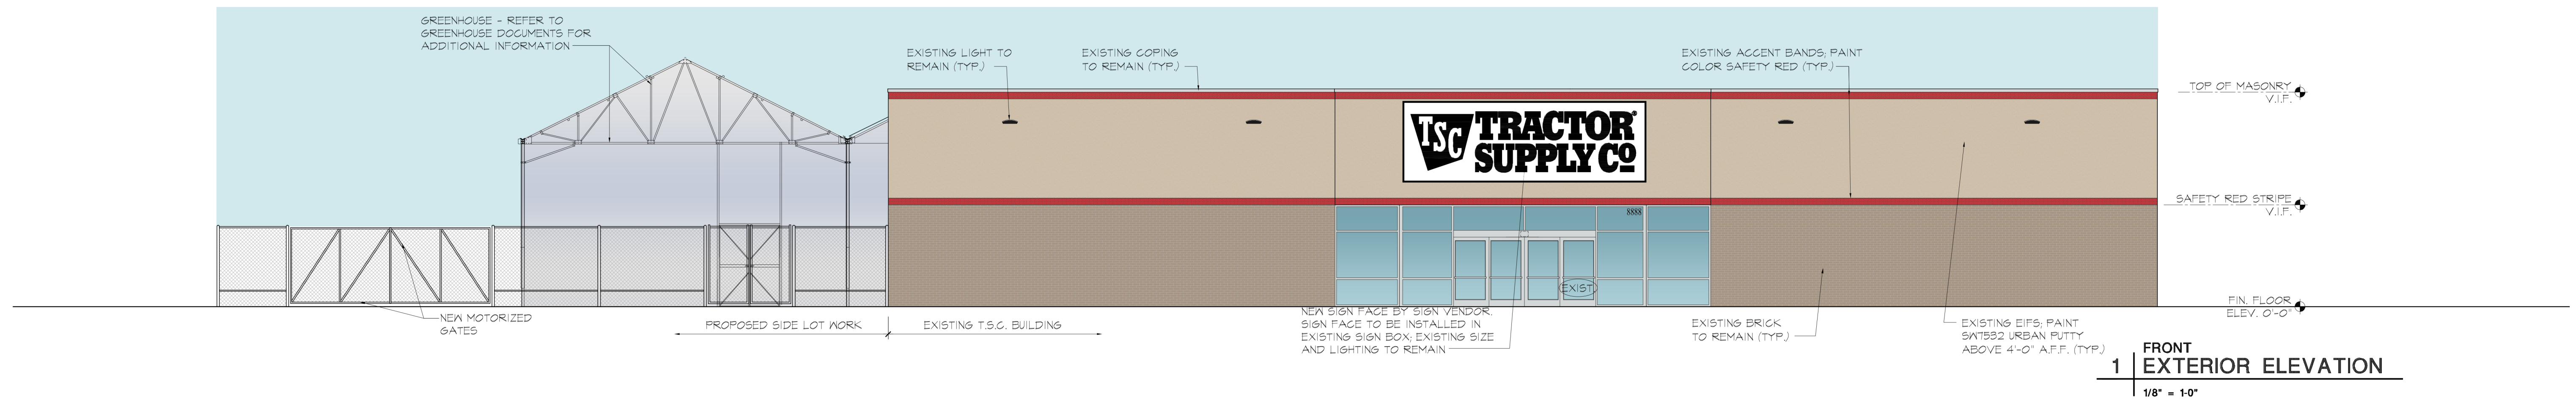 GREENHOUSE - REFER TO
GREENHOUSE DOCUMENTS FOR
ADDITIONAL INFORMATION
EXISTING LIGHT TO
REMAIN (TYP.)
EXISTING COPING
TO REMAIN (TYP.)
EXISTING ACCENT BANDS; PAINT
COLOR SAFETY RED (TYP.)
TOP OF MASONRY
V.I.F.
TSC
TRACTOR
SUPPLY CO
®
SAFETY RED STRIPE
V.I.F.
8888
EXIST
FIN. FLOOR
ELEV. 0'-0"
NEW MOTORIZED
GATES
PROPOSED SIDE LOT WORK
EXISTING T.S.C. BUILDING
NEW SIGN FACE BY SIGN VENDOR.
SIGN FACE TO BE INSTALLED IN
EXISTING SIGN BOX; EXISTING SIZE
AND LIGHTING TO REMAIN
EXISTING BRICK
TO REMAIN (TYP.)
EXISTING EIFS; PAINT
SW7532 URBAN PUTTY
ABOVE 4'-0" A.F.F. (TYP.)
1
FRONT
EXTERIOR ELEVATION
1/8" = 1'-0"